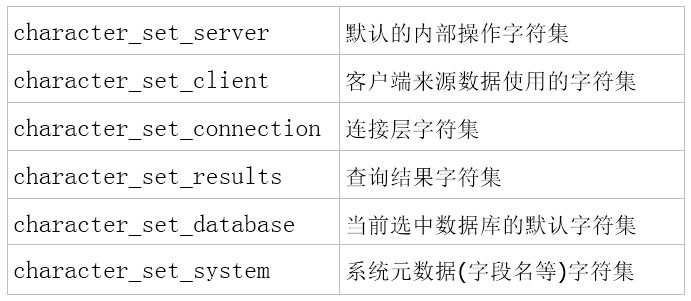 character_set_server 默认的内部操作字符集
character_set_client 客户端来源数据使用的字符集
character_set_connection 连接层字符集
character_set_results 查询结果字符集
character_set_database 当前选中数据库的默认字符集
character_set_system 系统元数据(字段名等)字符集